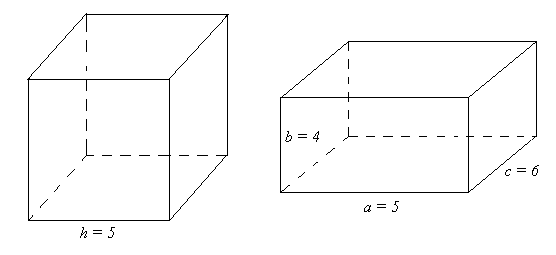 h = 5
b = 4
a = 5
c = 6